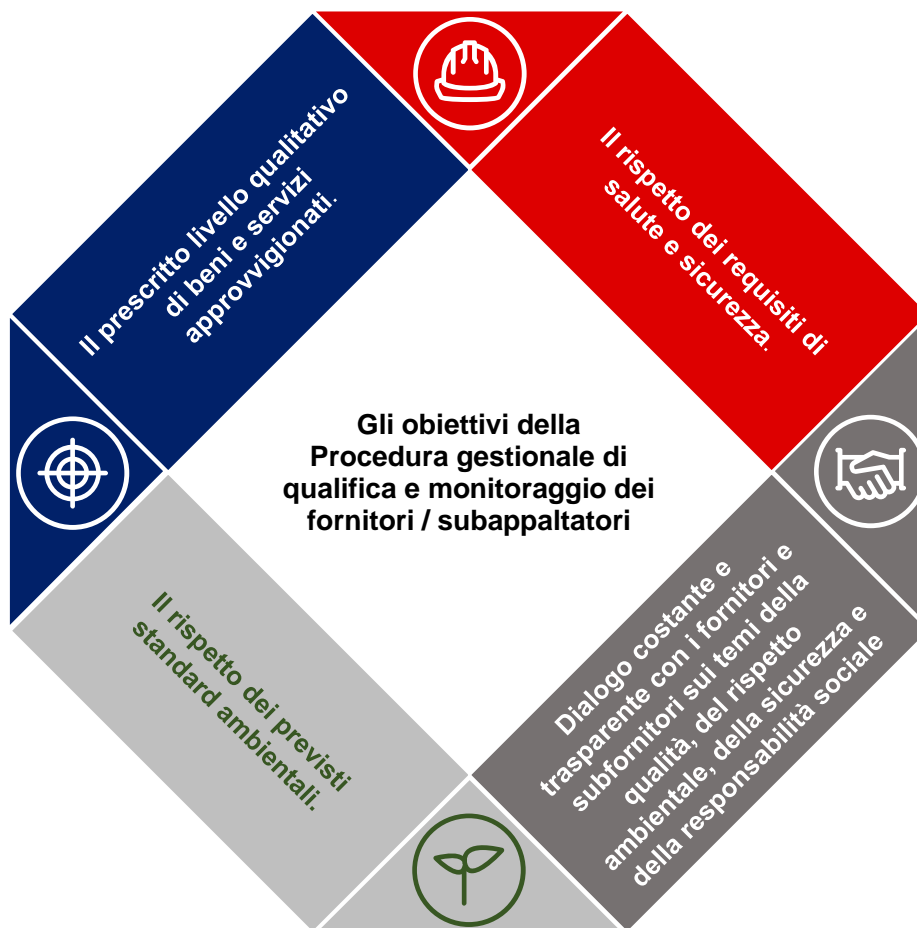 Il prescritto livello qualitativo
di beni e servizi
approvvigionati.
Il rispetto dei requisiti di
salute e sicurezza.
Gli obiettivi della
Procedura gestionale di
qualifica e monitoraggio dei
fornitori / subappaltatori
Il rispetto dei previsti
standard ambientali.
Dialogo costante e
trasparente con i fornitori e
subfornitori sui temi della
qualità, del rispetto
ambientale, della sicurezza e
della responsabilità sociale